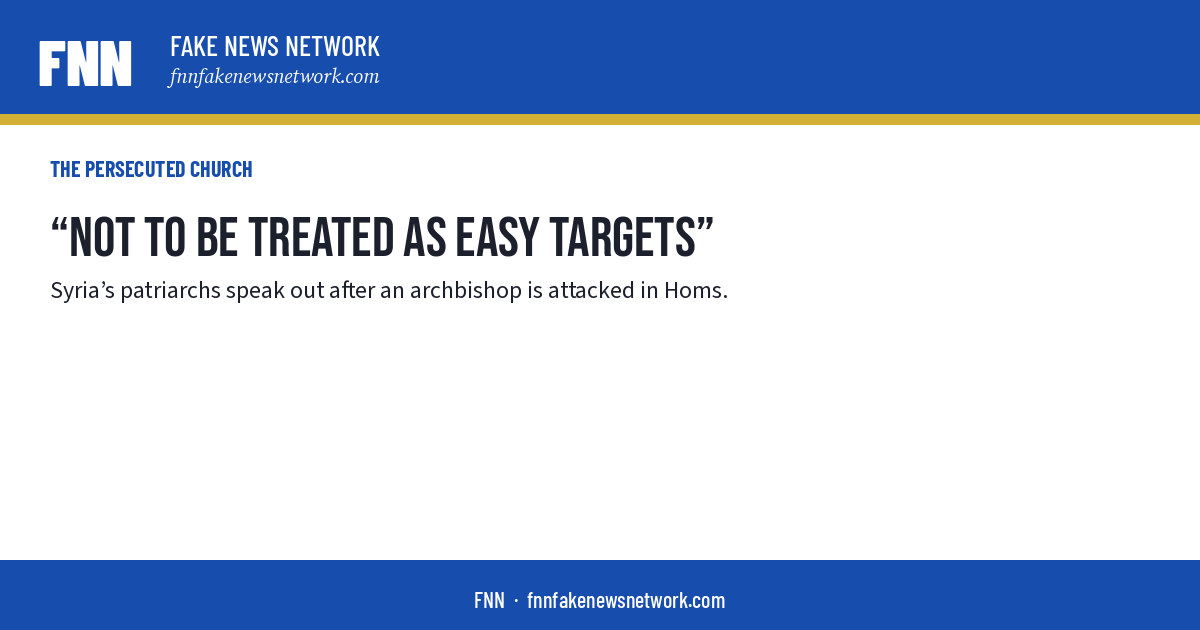 FNN
FAKE NEWS NETWORK
fnnfakenewsnetwork.com
THE PERSECUTED CHURCH
“NOT TO BE TREATED AS EASY TARGETS”
Syria’s patriarchs speak out after an archbishop is attacked in Homs.
FNN · fnnfakenewsnetwork.com